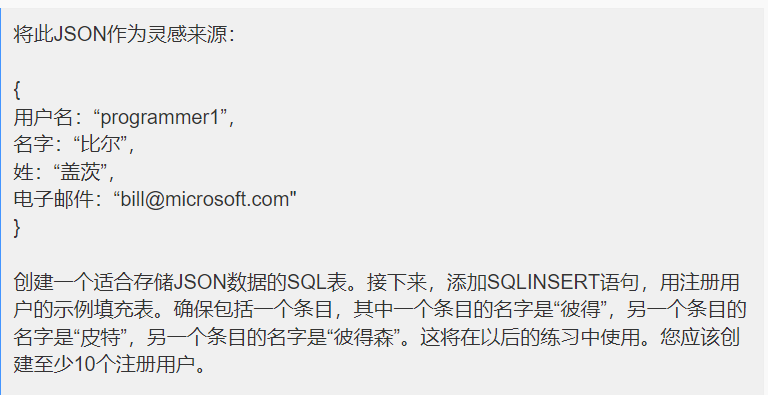 将此JSON作为灵感来源：
{
用户名：“programmer1”，
名字：“比尔”，
姓：“盖茨”，
电子邮件：“bill@microsoft.com"
}
创建一个适合存储JSON数据的SQL表。接下来，添加SQLINSERT语句，用注册用
户的示例填充表。确保包括一个条目，其中一个条目的名字是“彼得”，另一个条目的
名字是“皮特”，另一个条目的名字是“彼得森”。这将在以后的练习中使用。您应该创
建至少10个注册用户。